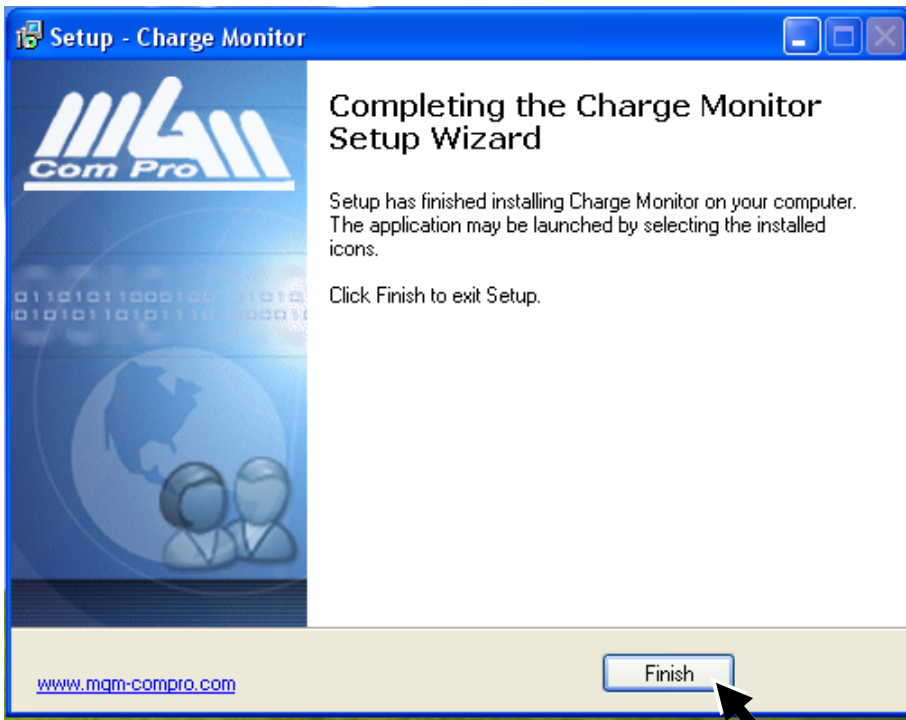 Setup - Charge Monitor
MGM
Com Pro
Completing the Charge Monitor
Setup Wizard
Setup has finished installing Charge Monitor on your computer.
The application may be launched by selecting the installed
icons.
Click Finish to exit Setup.
www.mgm-compro.com
Finish